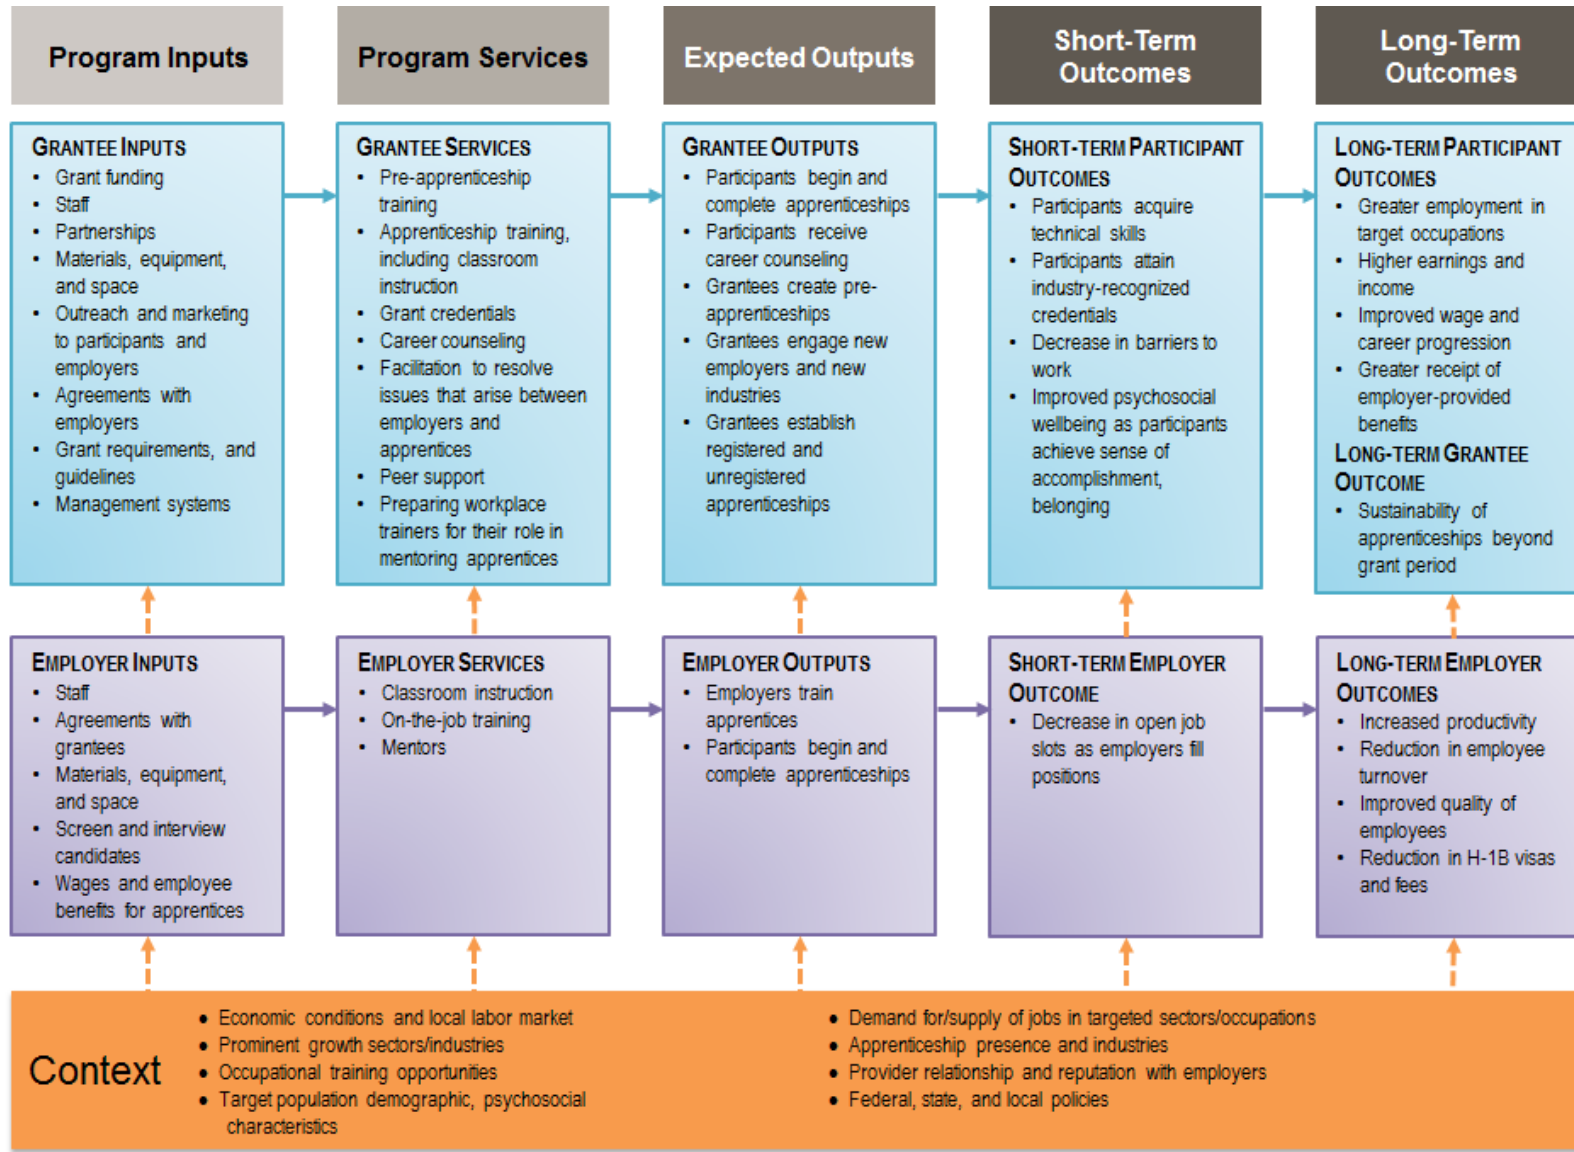 Program Inputs
Program Services
Expected Outputs
Short-Term
Outcomes
Long-Term
Outcomes
GRANTEE INPUTS
• Grant funding
• Staff
• Partnerships
• Materials, equipment,
and space
• Outreach and marketing
to participants and
employers
• Agreements with
employers
• Grant requirements, and
guidelines
• Management systems
GRANTEE SERVICES
• Pre-apprenticeship
training
• Apprenticeship training,
including classroom
instruction
• Grant credentials
• Career counseling
• Facilitation to resolve
issues that arise between
employers and
apprentices
• Peer support
• Preparing workplace
trainers for their role in
mentoring apprentices
GRANTEE OUTPUTS
• Participants begin and
complete apprenticeships
• Participants receive
career counseling
• Grantees create pre-
apprenticeships
• Grantees engage new
employers and new
industries
• Grantees establish
registered and
unregistered
apprenticeships
SHORT-TERM PARTICIPANT
OUTCOMES
• Participants acquire
technical skills
• Participants attain
industry-recognized
credentials
• Decrease in barriers to
work
• Improved psychosocial
wellbeing as participants
achieve sense of
accomplishment,
belonging
LONG-TERM PARTICIPANT
OUTCOMES
• Greater employment in
target occupations
• Higher earnings and
income
• Improved wage and
career progression
• Greater receipt of
employer-provided
benefits
LONG-TERM GRANTEE
OUTCOME
• Sustainability of
apprenticeships beyond
grant period
EMPLOYER INPUTS
• Staff
• Agreements with
grantees
• Materials, equipment,
and space
• Screen and interview
candidates
• Wages and employee
benefits for apprentices
EMPLOYER SERVICES
• Classroom instruction
• On-the-job training
• Mentors
EMPLOYER OUTPUTS
• Employers train
apprentices
• Participants begin and
complete apprenticeships
SHORT-TERM EMPLOYER
OUTCOME
• Decrease in open job
slots as employers fill
positions
LONG-TERM EMPLOYER
OUTCOMES
• Increased productivity
• Reduction in employee
turnover
• Improved quality of
employees
• Reduction in H-1B visas
and fees
Context
● Economic conditions and local labor market
● Prominent growth sectors/industries
● Occupational training opportunities
● Target population demographic, psychosocial
characteristics
● Demand for/supply of jobs in targeted sectors/occupations
● Apprenticeship presence and industries
● Provider relationship and reputation with employers
● Federal, state, and local policies